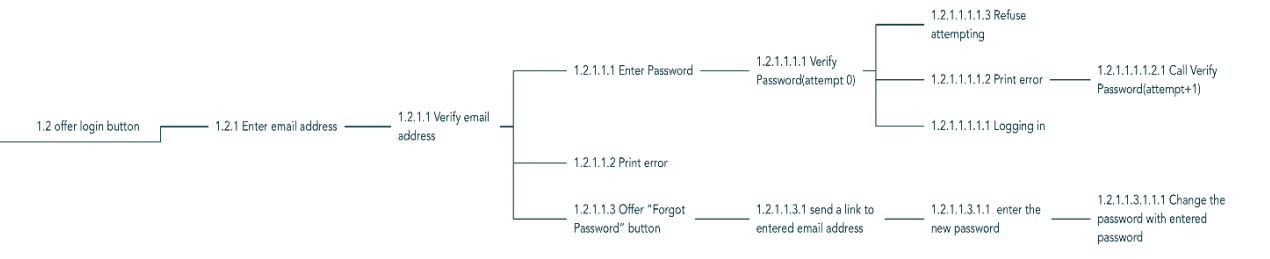 1.2 offer login button
1.2.1 Enter email address
1.2.1.1 Verify email
address
1.2.1.1.1 Enter Password
1.2.1.1.1.1 Verify
Password(attempt 0)
1.2.1.1.1.1.3 Refuse
attempting
1.2.1.1.1.1.2 Print error
1.2.1.1.1.1.2.1 Call Verify
Password(attempt+1)
1.2.1.1.1.1.1 Logging in
1.2.1.1.2 Print error
1.2.1.1.3 Offer “Forgot
Password” button
1.2.1.1.3.1 send a link to
entered email address
1.2.1.1.3.1.1 enter the
new password
1.2.1.1.3.1.1.1 Change the
password with entered
password